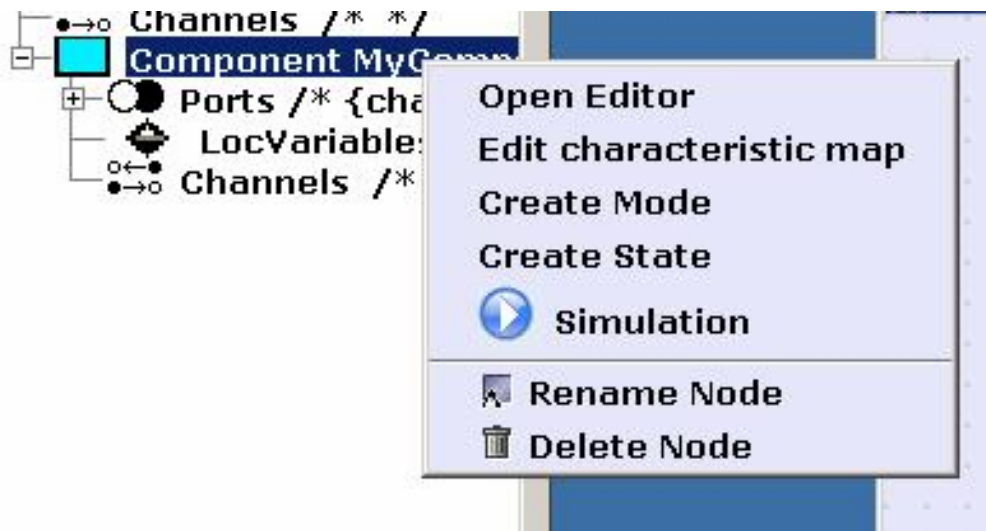 Channels /* */
Component MyComp
Ports /* {cha
LocVariable
Channels /*
Open Editor
Edit characteristic map
Create Mode
Create State
Simulation
Rename Node
Delete Node